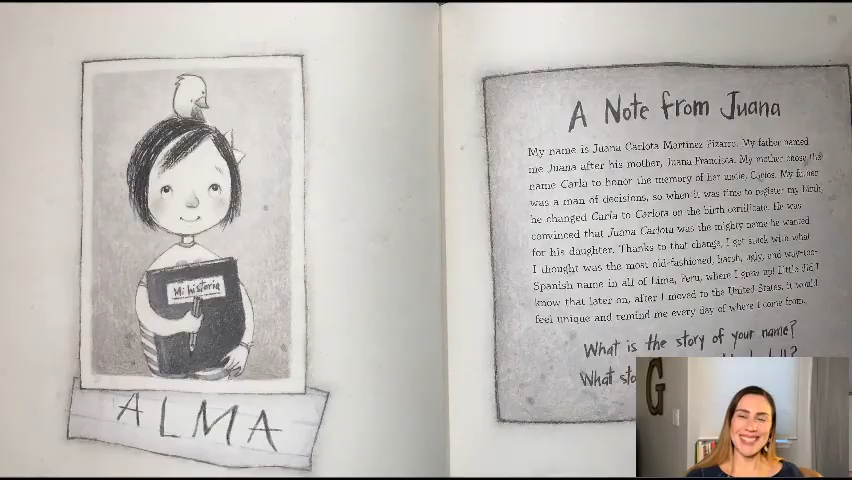 Mi historia
ALMA
A Note from Juana
My name is Juana Carlota Martinez Pizarro. My father named
me Juana after his mother, Juana Francisca. My mother chose the
name Carla to honor the memory of her uncle, Carlos. My father
was a man of decisions, so when it was time to register my birth,
he changed Carla to Carlota on the birth certificate. He was
convinced that Juana Carlota was the mighty name he wanted
for his daughter. Thanks to that change, I got stuck with what
I thought was the most old-fashioned, harsh, ugly, and way-too-
Spanish name in all of Lima, Peru, where I grew up! Little did I
know that later on, after I moved to the United States, it would
feel unique and remind me every day of where I come from.
What is the story of your name?
What
G